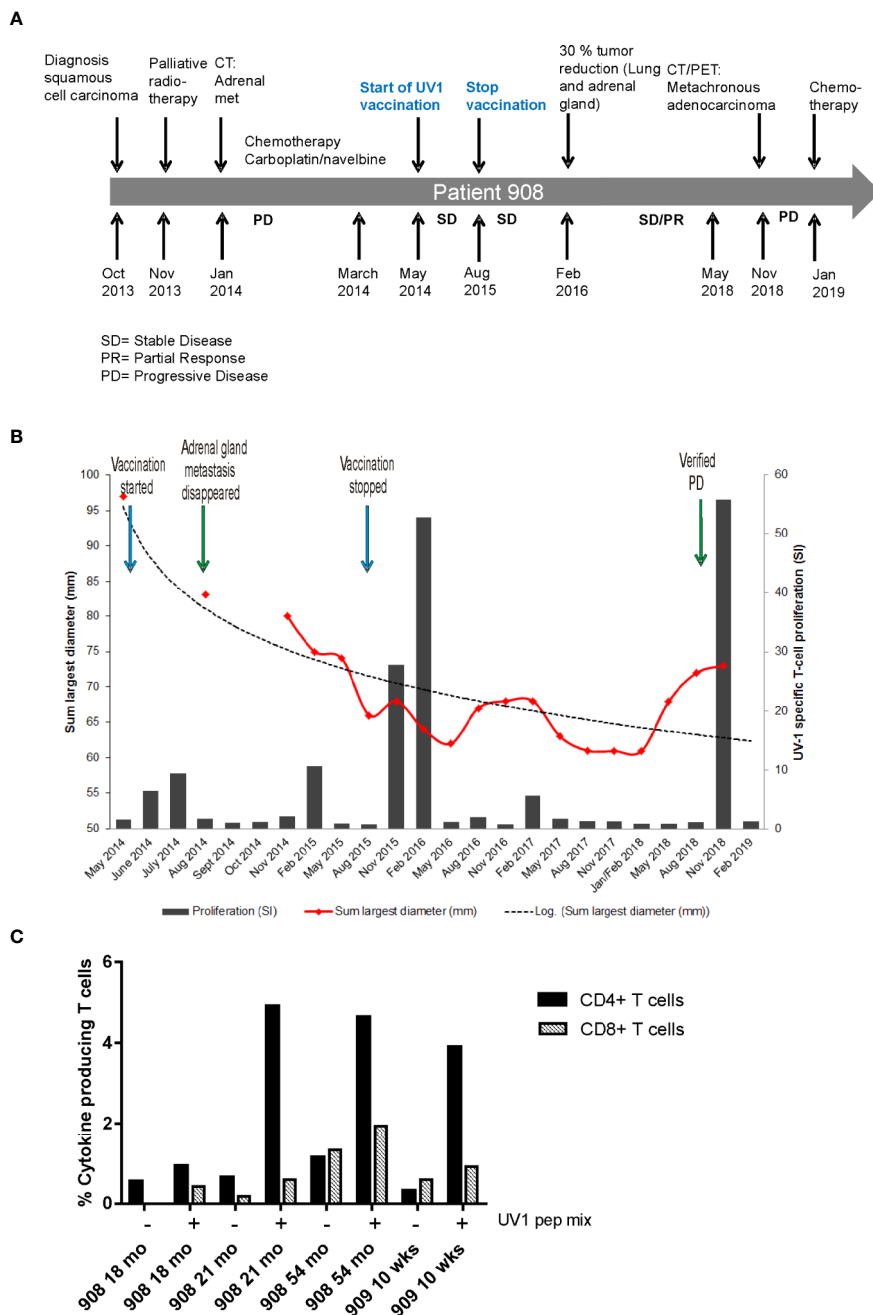 A
Diagnosis
squamous
cell carcinoma
Palliative
radio-
therapy
CT:
Adrenal
met
Chemotherapy
Carboplatin/navelbine
Start of UV1
vaccination
Stop
vaccination
30 % tumor
reduction (Lung
and adrenal
gland)
CT/PET:
Metachronous
adenocarcinoma
Chemo-
therapy
Patient 908
PD
SD
SD
SD/PR
PD
Oct
2013
Nov
2013
Jan
2014
March
2014
May
2014
Aug
2015
Feb
2016
May
2018
Nov
2018
Jan
2019
SD= Stable Disease
PR= Partial Response
PD= Progressive Disease
B
Vaccination
started
Adrenal gland
metastasis
disappeared
Vaccination
stopped
Verified
PD
Sum largest diameter (mm)
100
95
90
85
80
75
70
65
60
55
50
60
50
40
30
20
10
0
UV-1 specific T-cell proliferation (SI)
May 2014
June 2014
July 2014
Aug 2014
Sept 2014
Oct 2014
Nov 2014
Feb 2015
May 2015
Aug 2015
Nov 2015
Feb 2016
May 2016
Aug 2016
Nov 2016
Feb 2017
May 2017
Aug 2017
Nov 2017
Jan/Feb 2018
May 2018
Aug 2018
Nov 2018
Feb 2019
Proliferation (SI)
Sum largest diameter (mm)
Log. (Sum largest diameter (mm))
C
% Cytokine producing T cells
6
4
2
0
CD4+ T cells
CD8+ T cells
- + - + - + - +
UV1 pep mix
908 18 mo
908 18 mo
908 21 mo
908 21 mo
908 54 mo
908 54 mo
909 10 wks
909 10 wks